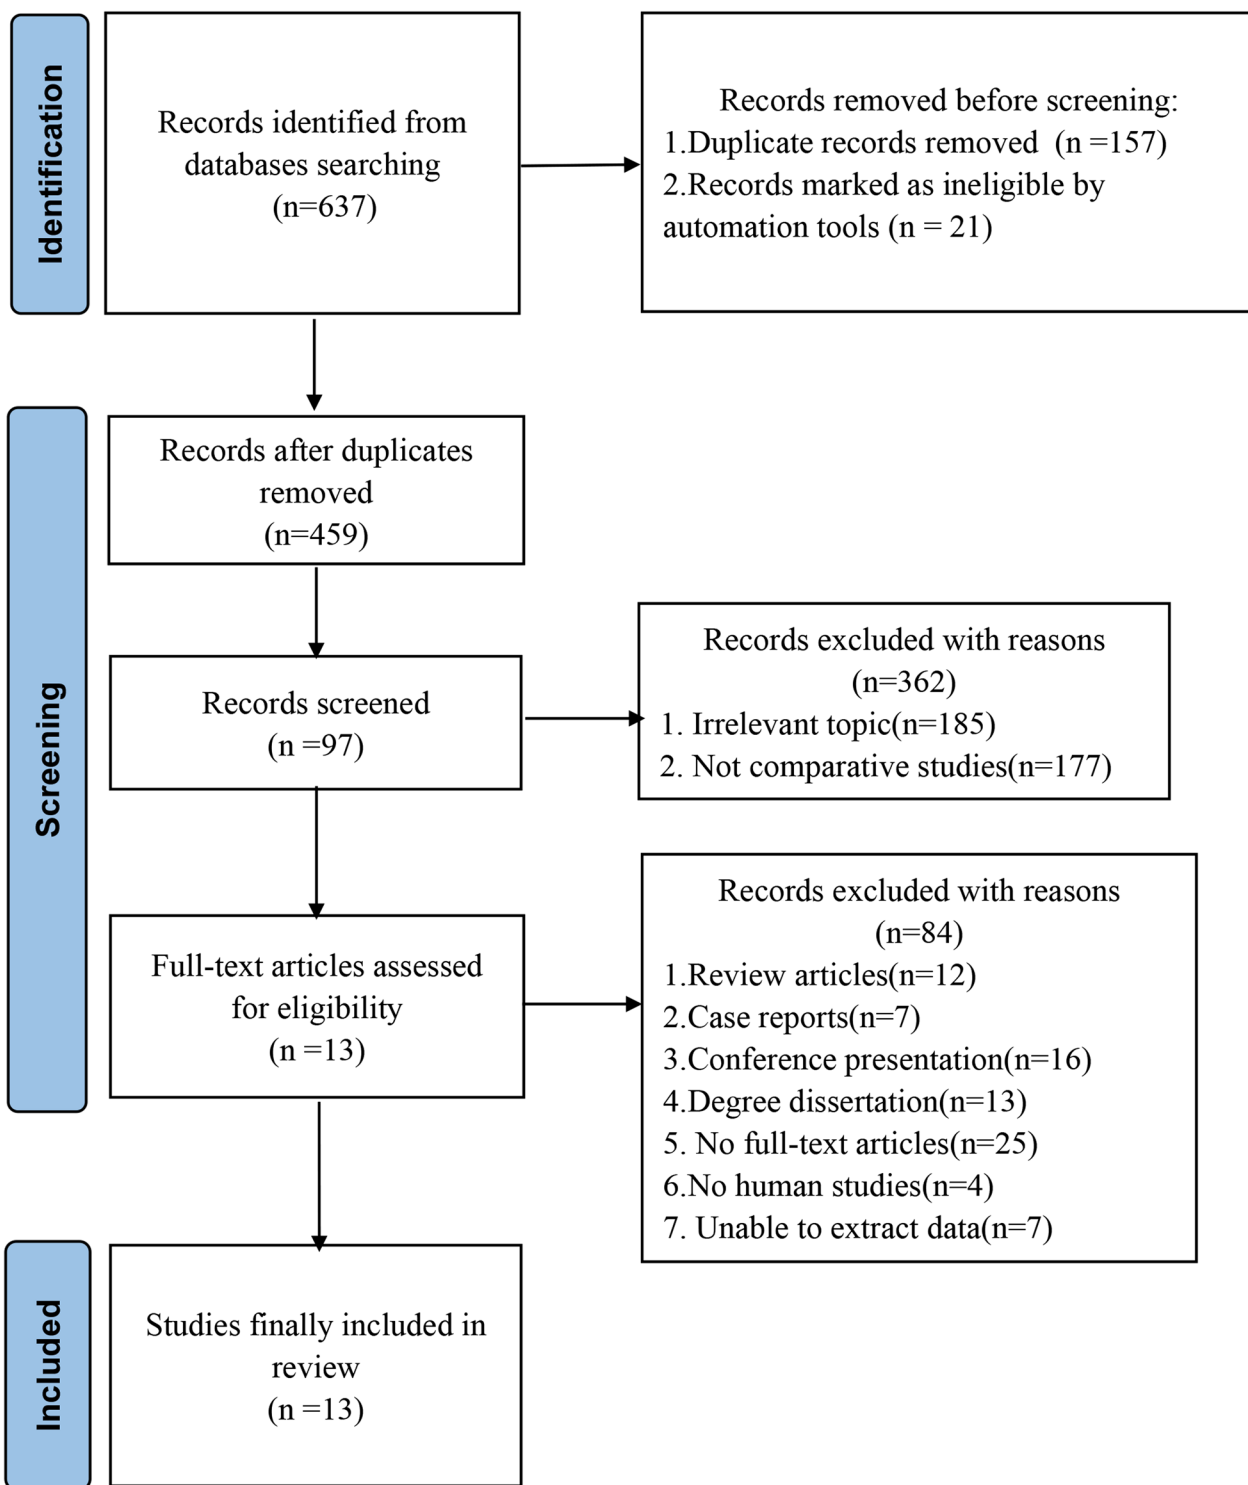 Identification
Records identified from
databases searching
(n=637)
Records removed before screening:
1.Duplicate records removed  (n =157)
2.Records marked as ineligible by
automation tools (n = 21)
Screening
Records after duplicates
removed
(n=459)
Records screened
(n =97)
Records excluded with reasons
(n=362)
1. Irrelevant topic(n=185)
2. Not comparative studies(n=177)
Full-text articles assessed
for eligibility
(n =13)
Records excluded with reasons
(n=84)
1.Review articles(n=12)
2.Case reports(n=7)
3.Conference presentation(n=16)
4.Degree dissertation(n=13)
5. No full-text articles(n=25)
6.No human studies(n=4)
7. Unable to extract data(n=7)
Included
Studies finally included in
review
(n =13)